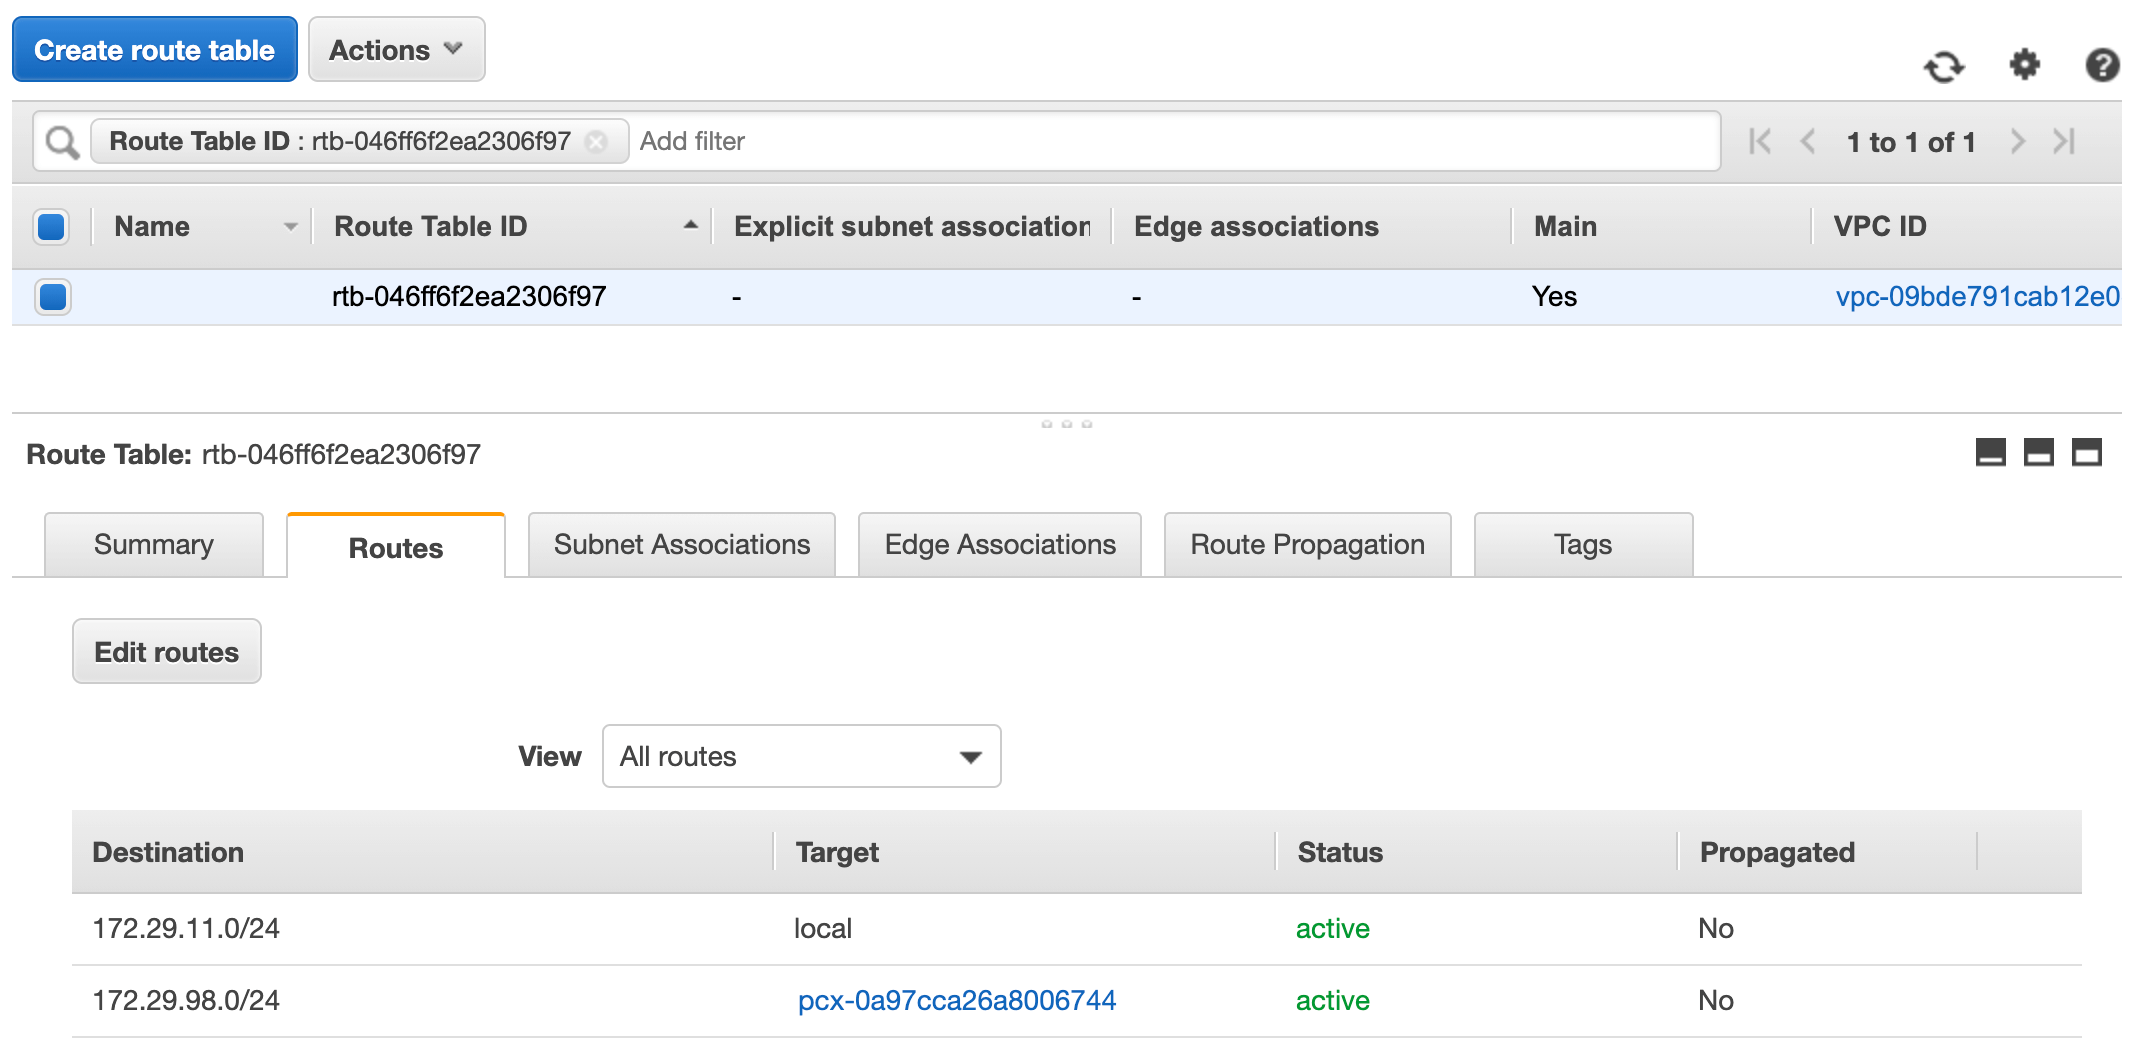 Create route table Actions
Route Table ID : rtb-046ff6f2ea2306f97 Add filter 1 to 1 of 1
Name Route Table ID Explicit subnet association Edge associations Main VPC ID
rtb-046ff6f2ea2306f97 - - Yes vpc-09bde791cab12e0
Route Table: rtb-046ff6f2ea2306f97
Summary Routes Subnet Associations Edge Associations Route Propagation Tags
Edit routes
View All routes
Destination Target Status Propagated
172.29.11.0/24 local active No
172.29.98.0/24 pcx-0a97cca26a8006744 active No